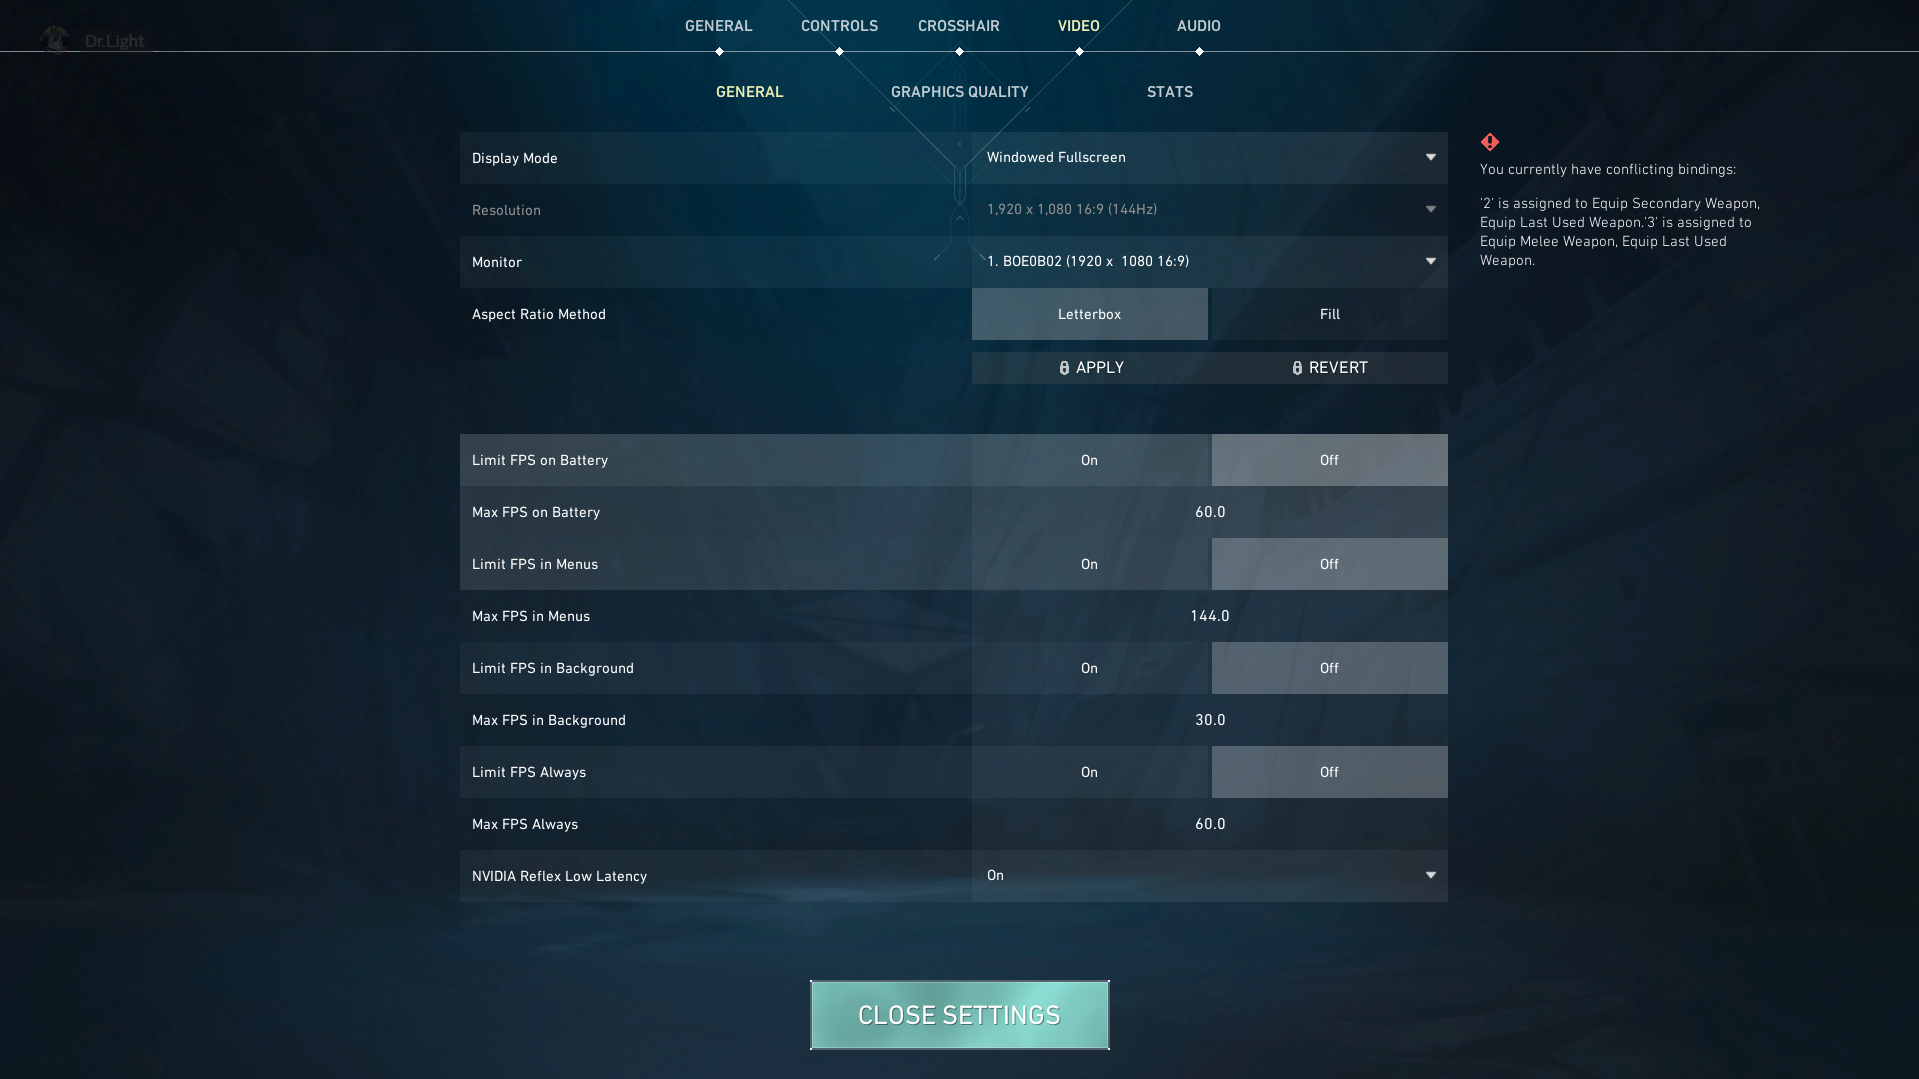 Dr.Light
GENERAL CONTROLS CROSSHAIR VIDEO AUDIO
GENERAL GRAPHICS QUALITY STATS
Display Mode Windowed Fullscreen
Resolution 1,920 x 1,080 16:9 (144Hz)
Monitor 1. BOE0B02 (1920 x  1080 16:9)
Aspect Ratio Method Letterbox Fill
APPLY REVERT
Limit FPS on Battery On Off
Max FPS on Battery 60.0
Limit FPS in Menus On Off
Max FPS in Menus 144.0
Limit FPS in Background On Off
Max FPS in Background 30.0
Limit FPS Always On Off
Max FPS Always 60.0
NVIDIA Reflex Low Latency On
You currently have conflicting bindings:
'2' is assigned to Equip Secondary Weapon,
Equip Last Used Weapon.'3' is assigned to
Equip Melee Weapon, Equip Last Used
Weapon.
CLOSE SETTINGS